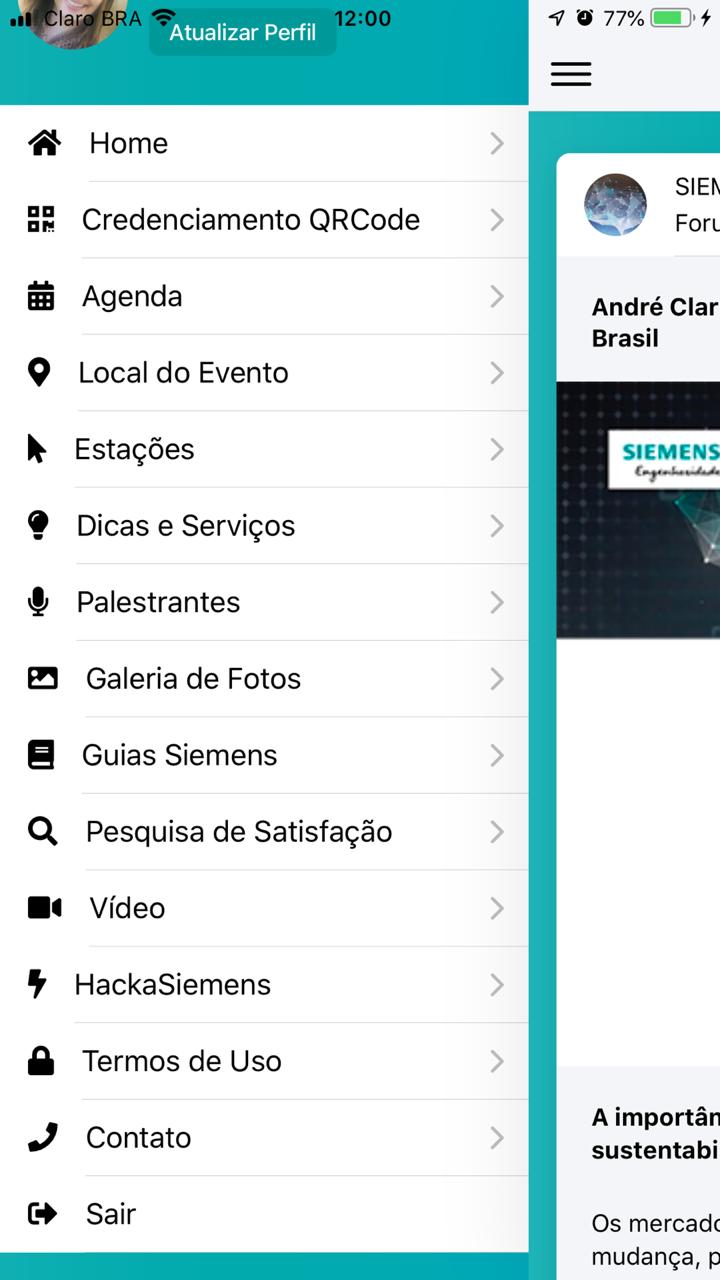 Claro BRA
12:00
77%
Atualizar Perfil
Home
Credenciamento QRCode
Agenda
Local do Evento
Estações
Dicas e Serviços
Palestrantes
Galeria de Fotos
Guias Siemens
Pesquisa de Satisfação
Vídeo
HackaSiemens
Termos de Uso
Contato
Sair
SIEM
Foru
André Clar
Brasil
SIEMENS
Engenhosidade
A importân
sustentabi
Os mercado
mudança, p